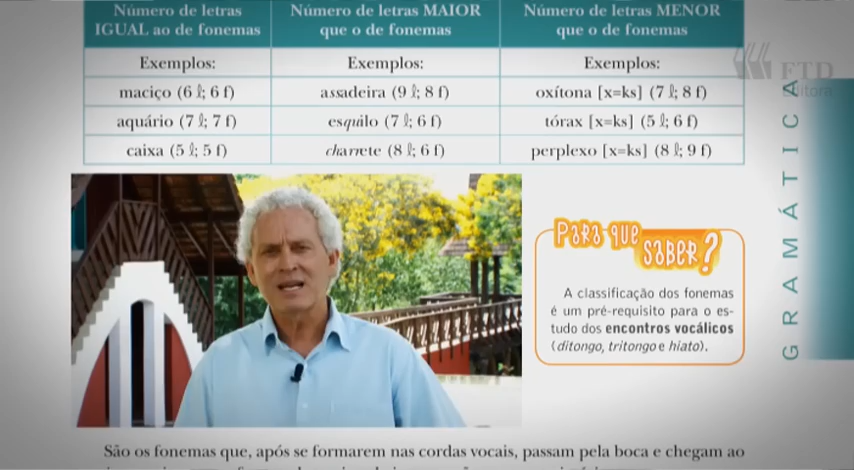 Número de letras
IGUAL ao de fonemas
Número de letras MAIOR
que o de fonemas
Número de letras MENOR
que o de fonemas
Exemplos:
Exemplos:
Exemplos:
maciço (6 l; 6 f)
assadeira (9 l; 8 f)
oxítona [x=ks] (7 l; 8 f)
aquário (7 l; 7 f)
esquilo (7 l; 6 f)
tórax [x=ks] (5 l; 6 f)
caixa (5 l; 5 f)
charrete (8 l; 6 f)
perplexo [x=ks] (8 l; 9 f)
FTD
Editora
GRAMÁTICA
Para que
saber?
A classificação dos fonemas
é um pré-requisito para o es-
tudo dos encontros vocálicos
(ditongo, tritongo e hiato).
São os fonemas que, após se formarem nas cordas vocais, passam pela boca e chegam ao